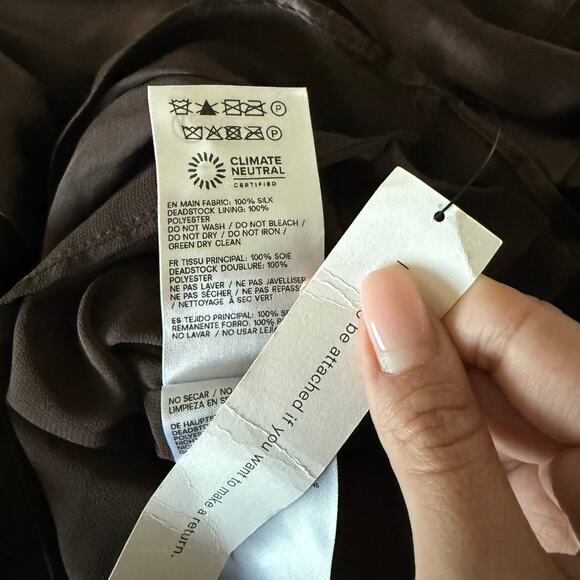 P
P
CLIMATE
NEUTRAL
CERTIFIED
EN MAIN FABRIC: 100% SILK
DEADSTOCK LINING: 100%
POLYESTER
DO NOT WASH / DO NOT BLEACH /
DO NOT DRY / DO NOT IRON /
GREEN DRY CLEAN
FR TISSU PRINCIPAL: 100% SOIE
DEADSTOCK DOUBLURE: 100%
POLYESTER
NE PAS LAVER / NE PAS JAVELLISER
NE PAS SÉCHER / NE PAS REPASSE
/ NETTOYAGE À SEC VERT
ES TEJIDO PRINCIPAL: 100%
REMANENTE FORRO: 100%
NO LAVAR / NO USAR
NO SECAR / NO
LIMPIEZA EN
DE
be attached if you want to make a return.